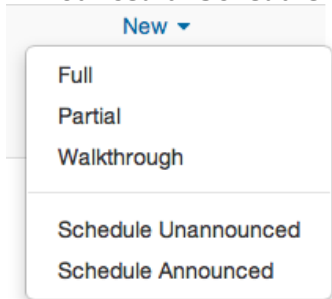 New
Full
Partial
Walkthrough
Schedule Unannounced
Schedule Announced